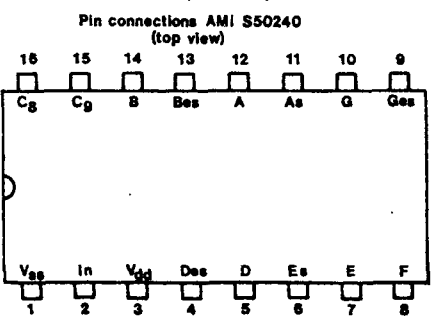 Pin connections AMI S50240
(top view)
16 15 14 13 12 11 10 9
C8 C9 B Bes A As G Ges
Vss In Vdd Des D Es E F
1 2 3 4 5 6 7 8